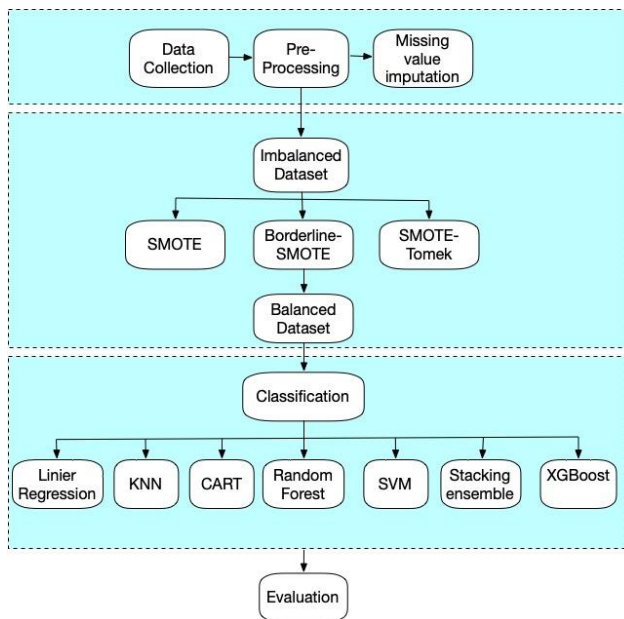 Data
Collection
Pre-
Processing
Missing
value
imputation
Imbalanced
Dataset
SMOTE
Borderline-
SMOTE
SMOTE-
Tomek
Balanced
Dataset
Classification
Linier
Regression
KNN
CART
Random
Forest
SVM
Stacking
ensemble
XGBoost
Evaluation